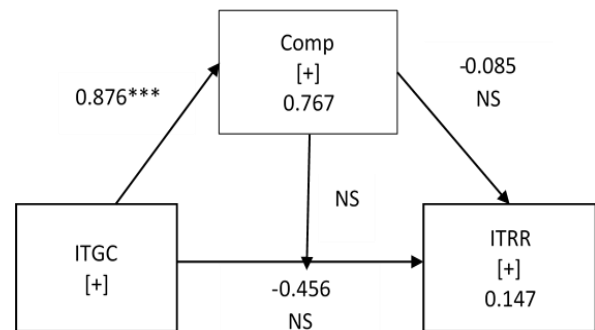 Comp
[+]
0.767
0.876***
-0.085
NS
NS
ITGC
[+]
-0.456
NS
ITRR
[+]
0.147